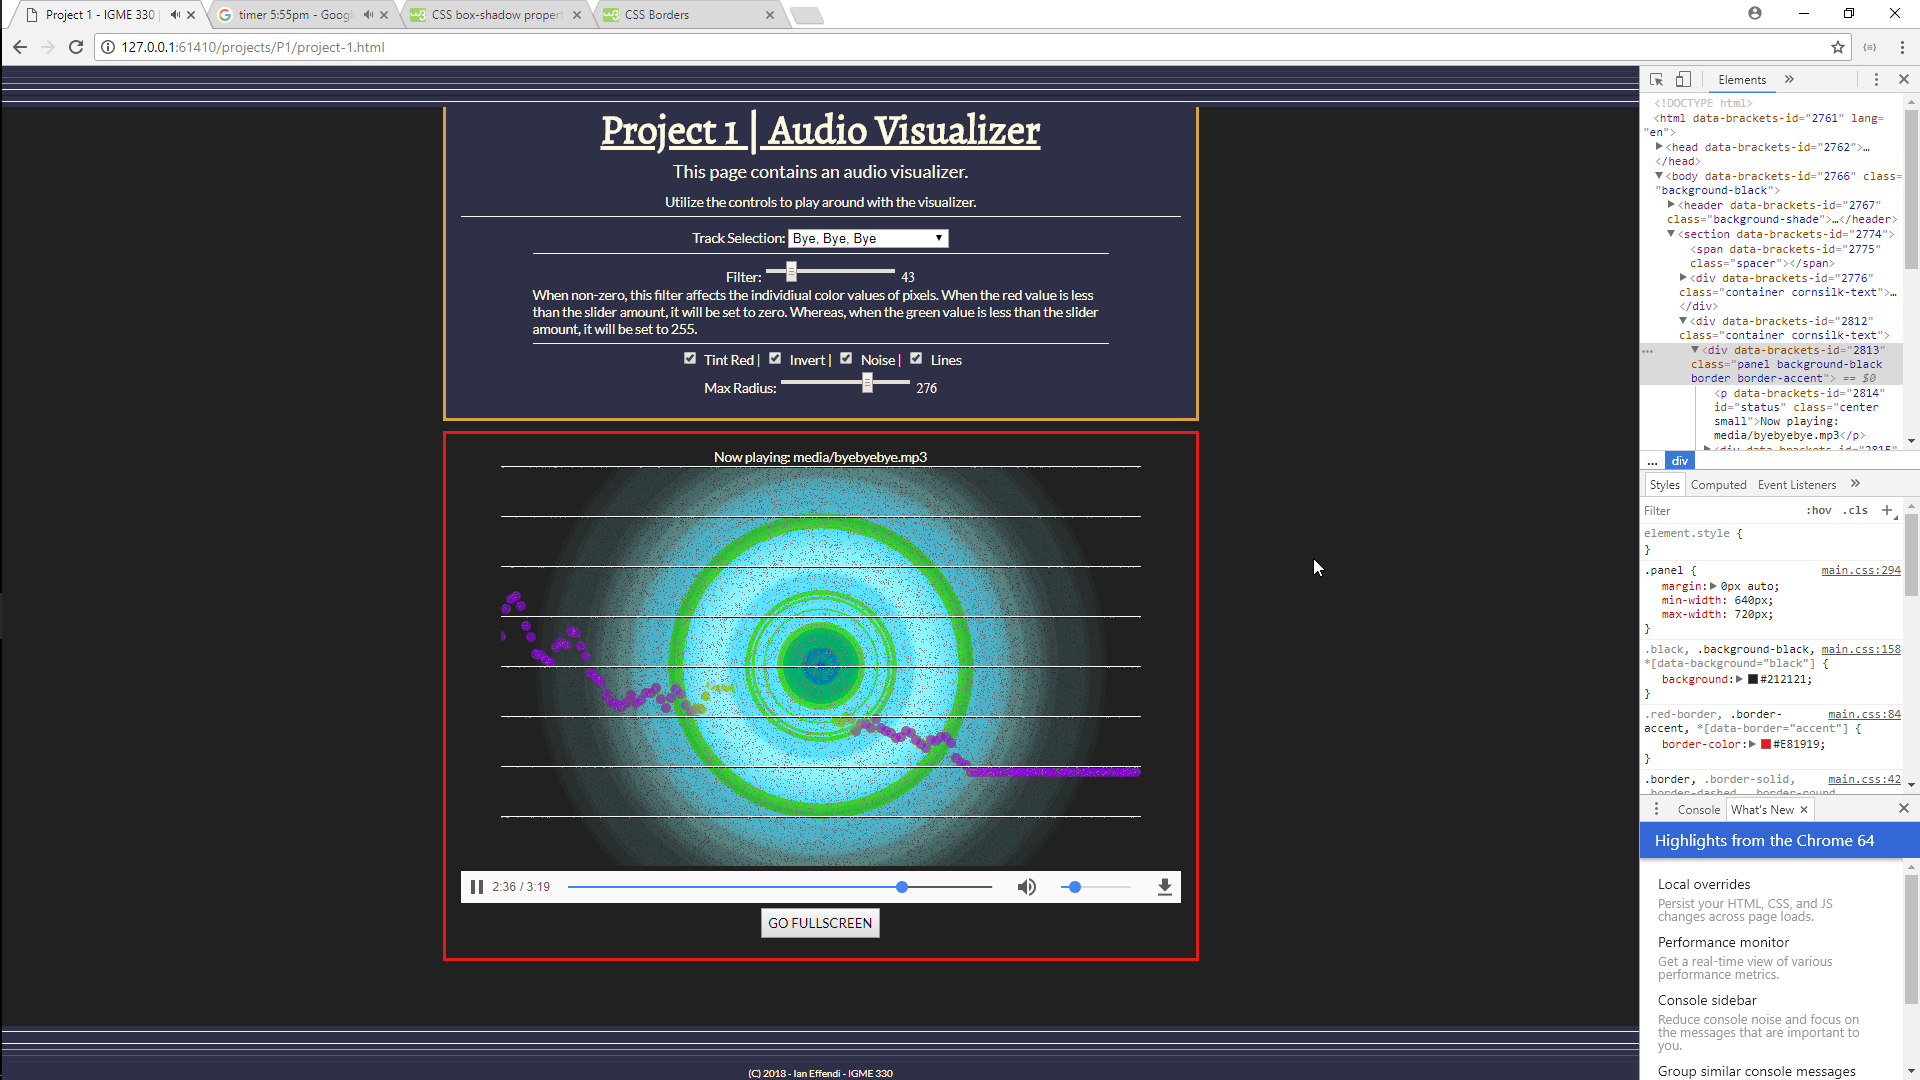 Project 1 - IGME 330 |
timer 5:55pm - Goog
CSS box-shadow proper
CSS Borders
127.0.0.1:61410/projects/P1/project-1.html
Project 1 | Audio Visualizer
This page contains an audio visualizer.
Utilize the controls to play around with the visualizer.
Track Selection: Bye, Bye, Bye
Filter: 43
When non-zero, this filter affects the individiual color values of pixels. When the red value is less
than the slider amount, it will be set to zero. Whereas, when the green value is less than the slider
amount, it will be set to 255.
Tint Red | Invert | Noise | Lines
Max Radius: 276
Now playing: media/byebyebye.mp3
2:36 / 3:19
GO FULLSCREEN
(C) 2018 - Ian Effendi - IGME 330
Elements »
<!DOCTYPE html>
<html data-brackets-id="2761" lang=
"en">
<head data-brackets-id="2762">…
</head>
<body data-brackets-id="2766" class=
"background-black">
<header data-brackets-id="2767"
class="background-shade">…</header>
<section data-brackets-id="2774">
<span data-brackets-id="2775"
class="spacer"></span>
<div data-brackets-id="2776"
class="container cornsilk-text">…
</div>
<div data-brackets-id="2812"
class="container cornsilk-text">
<div data-brackets-id="2813"
class="panel background-black
border border-accent"> == $0
<p data-brackets-id="2814"
id="status" class="center
small">Now playing:
media/byebyebye.mp3</p>
<div data-brackets-id="2815"
... div
Styles Computed Event Listeners »
Filter :hov .cls +
element.style {
}
.panel { main.css:294
margin: 0px auto;
min-width: 640px;
max-width: 720px;
}
.black, .background-black, main.css:158
*[data-background="black"] {
background: #212121;
}
.red-border, .border- main.css:84
accent, *[data-border="accent"] {
border-color: #E81919;
}
.border, .border-solid, main.css:42
.border-dashed, .border-round,
Console What's New
Highlights from the Chrome 64
Local overrides
Persist your HTML, CSS, and JS
changes across page loads.
Performance monitor
Get a real-time view of various
performance metrics.
Console sidebar
Reduce console noise and focus on
the messages that are important to
you.
Group similar console messages